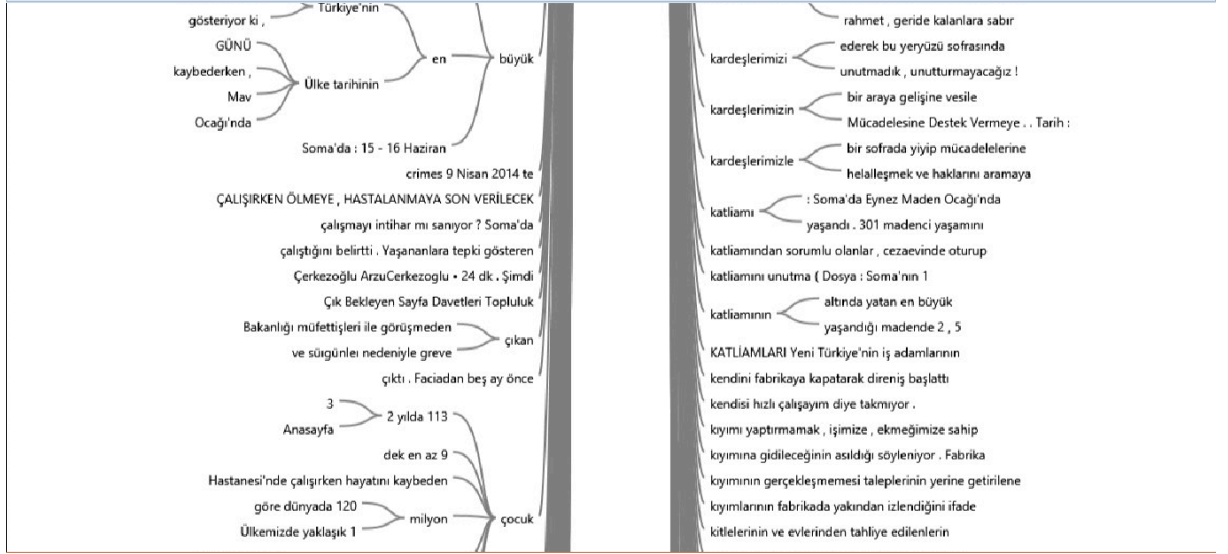 Türkiye'nin
gösteriyor ki ,
GÜNÜ
kaybederken ,
Mav
Ocağı'nda
Ülke tarihinin
en
büyük
Soma'da : 15 - 16 Haziran
crimes 9 Nisan 2014 te
ÇALIŞIRKEN ÖLMEYE , HASTALANMAYA SON VERİLECEK
çalışmayı intihar mı sanıyor ? Soma'da
çalıştığını belirtti . Yaşananlara tepki gösteren
Çerkezoğlu ArzuCerkezoglu • 24 dk . Şimdi
Çık Bekleyen Sayfa Davetleri Topluluk
Bakanlığı müfettişleri ile görüşmeden
ve sürgünler nedeniyle greve
çıkan
çıktı . Faciadan beş ay önce
3
Anasayfa
2 yılda 113
dek en az 9
Hastanesi'nde çalışırken hayatını kaybeden
göre dünyada 120
Ülkemizde yaklaşık 1
milyon
çocuk
rahmet , geride kalanlara sabır
kardeşlerimizi
ederek bu yeryüzü sofrasında
unutmadık , unutturmayacağız !
kardeşlerimizin
bir araya gelişine vesile
Mücadelesine Destek Vermeye . . Tarih :
kardeşlerimizle
bir sofrada yiyip mücadelelerine
helalleşmek ve haklarını aramaya
katliamı
: Soma'da Eynez Maden Ocağı'nda
yaşandı . 301 madenci yaşamını
katliamından sorumlu olanlar , cezaevinde oturup
katliamını unutma ( Dosya : Soma'nın 1
katliamının
altında yatan en büyük
yaşandığı madende 2 , 5
KATLİAMLARI Yeni Türkiye'nin iş adamlarının
kendini fabrikaya kapatarak direniş başlattı
kendisi hızlı çalışayım diye takmıyor .
kıyımı yaptırmamak , işimize , ekmeğimize sahip
kıyımına gidileceğinin asıldığı söyleniyor . Fabrika
kıyımının gerçekleşmemesi taleplerinin yerine getirilene
kıyımlarının fabrikada yakından izlendiğini ifade
kitlelerinin ve evlerinden tahliye edilenlerin